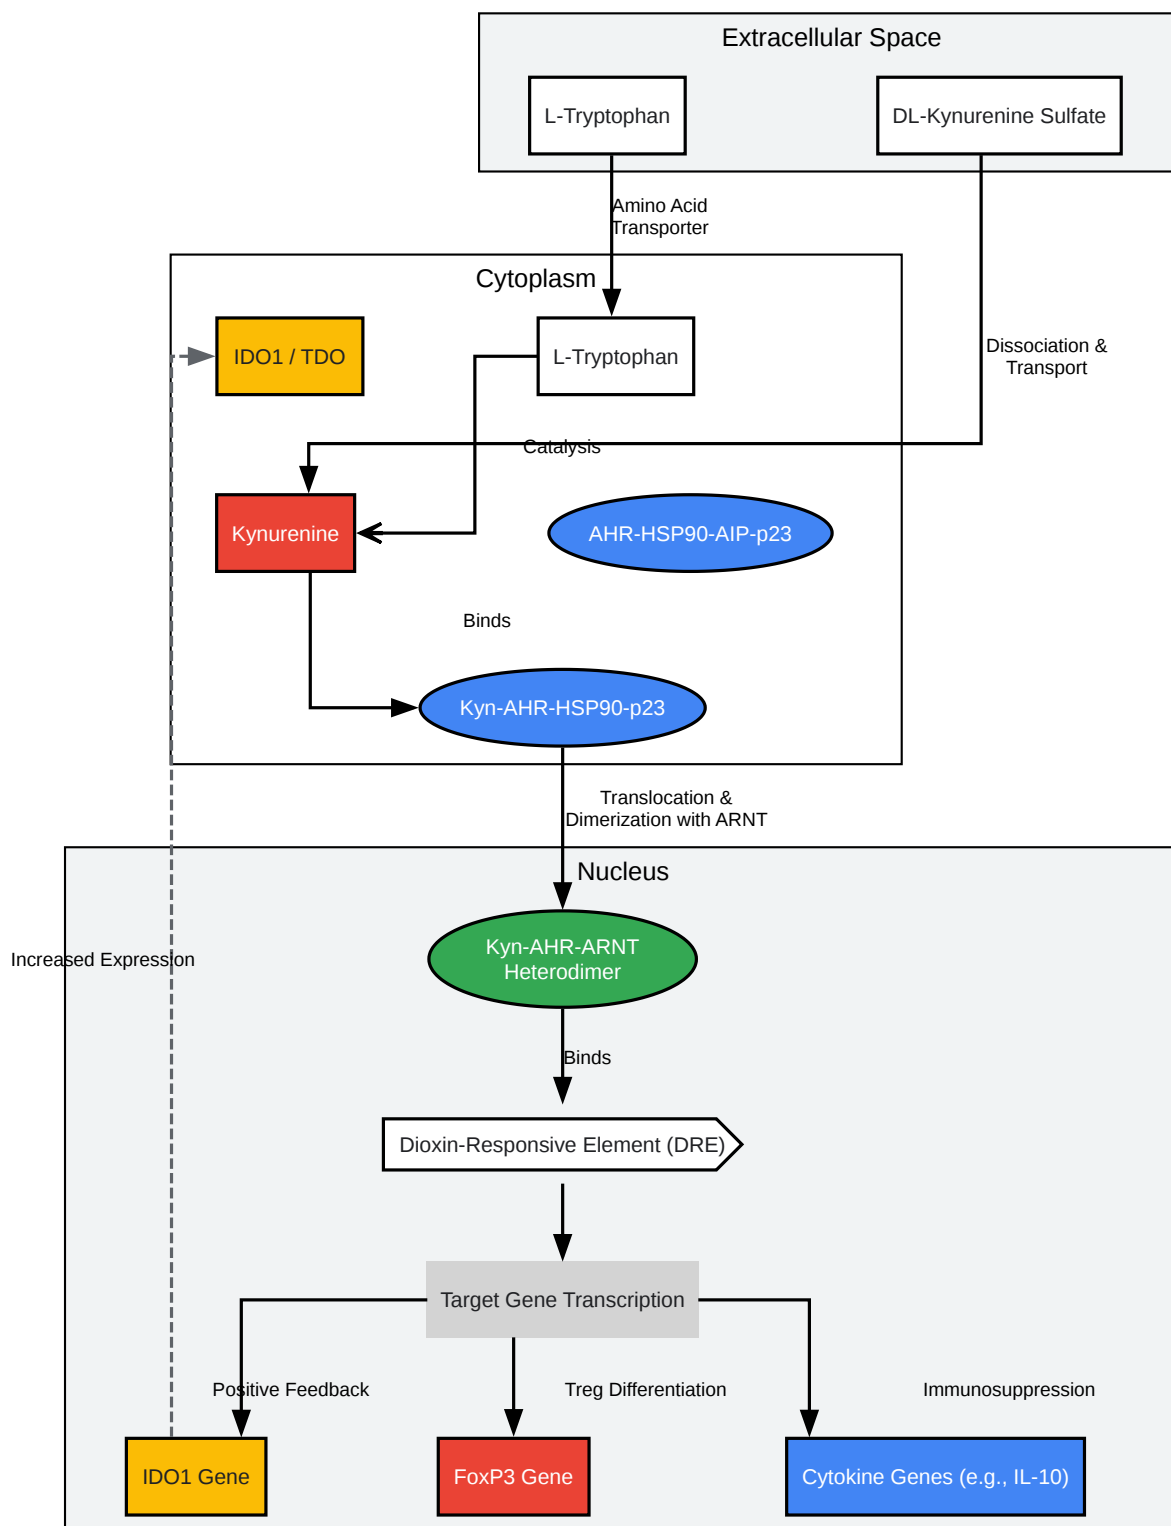 Extracellular Space
L-Tryptophan
DL-Kynurenine Sulfate
Amino Acid
Transporter
Cytoplasm
IDO1 / TDO
L-Tryptophan
Dissociation &
Transport
Catalysis
Kynurenine
AHR-HSP90-AIP-p23
Binds
Kyn-AHR-HSP90-p23
Translocation &
Dimerization with ARNT
Nucleus
Kyn-AHR-ARNT
Heterodimer
Increased Expression
Binds
Dioxin-Responsive Element (DRE)
Target Gene Transcription
Positive Feedback
Treg Differentiation
Immunosuppression
IDO1 Gene
FoxP3 Gene
Cytokine Genes (e.g., IL-10)